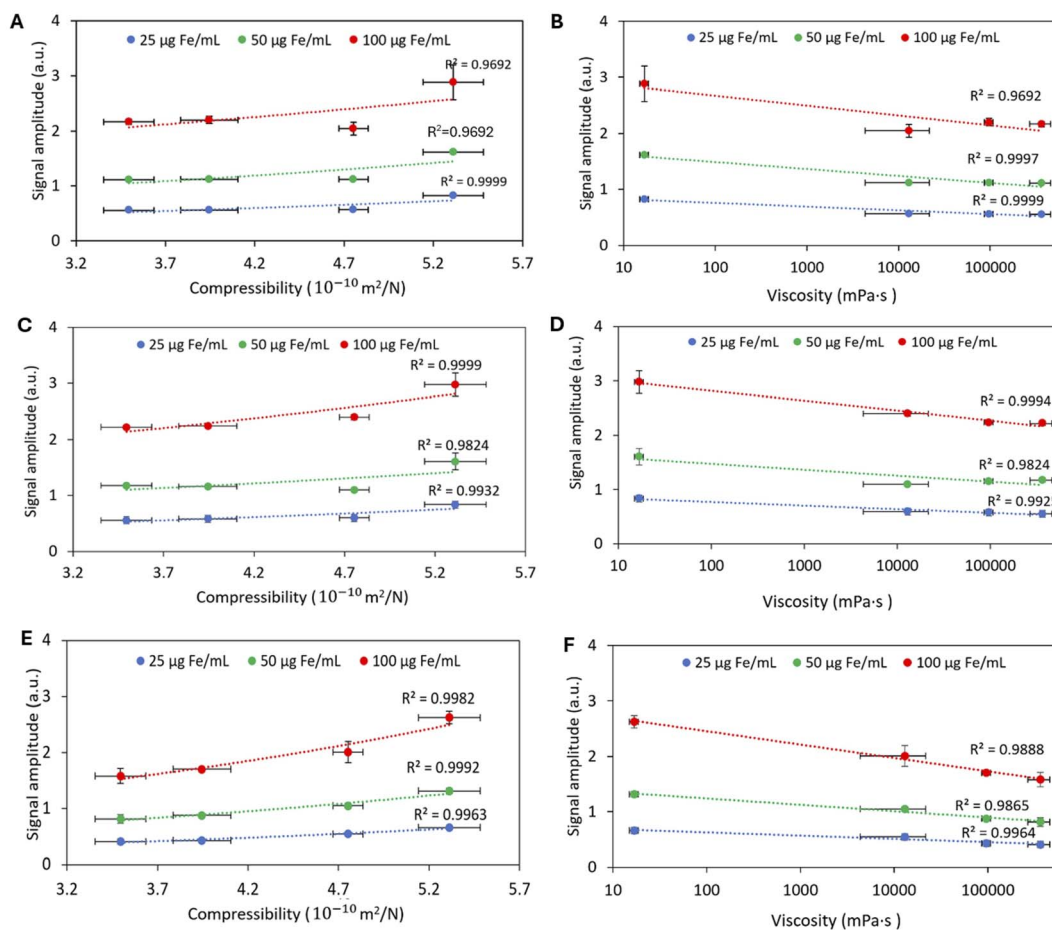 A
4
3
2
1
0
Signal amplitude (a.u.)
25 µg Fe/mL 50 µg Fe/mL 100 µg Fe/mL
R² = 0.9692
R²=0.9692
R² = 0.9999
3.2 3.7 4.2 4.7 5.2 5.7
Compressibility (10⁻¹⁰ m²/N)
B
4
3
2
1
0
Signal amplitude (a.u.)
25 µg Fe/mL 50 µg Fe/mL 100 µg Fe/mL
R² = 0.9692
R² = 0.9997
R² = 0.9999
10 100 1000 10000 100000
Viscosity (mPa·s)
C
4
3
2
1
0
Signal amplitude (a.u.)
25 µg Fe/mL 50 µg Fe/mL 100 µg Fe/mL
R² = 0.9999
R² = 0.9824
R² = 0.9932
3.2 3.7 4.2 4.7 5.2 5.7
Compressibility (10⁻¹⁰ m²/N)
D
4
3
2
1
0
Signal amplitude (a.u.)
25 µg Fe/mL 50 µg Fe/mL 100 µg Fe/mL
R² = 0.9994
R² = 0.9824
R² = 0.992
10 100 1000 10000 100000
Viscosity (mPa·s )
E
4
3
2
1
0
Signal amplitude (a.u.)
25 µg Fe/mL 50 µg Fe/mL 100 µg Fe/mL
R² = 0.9982
R² = 0.9992
R² = 0.9963
3.2 3.7 4.2 4.7 5.2 5.7
Compressibility (10⁻¹⁰ m²/N)
F
4
3
2
1
0
Signal amplitude (a.u.)
25 µg Fe/mL 50 µg Fe/mL 100 µg Fe/mL
R² = 0.9888
R² = 0.9865
R² = 0.9964
10 100 1000 10000 100000
Viscosity (mPa·s )